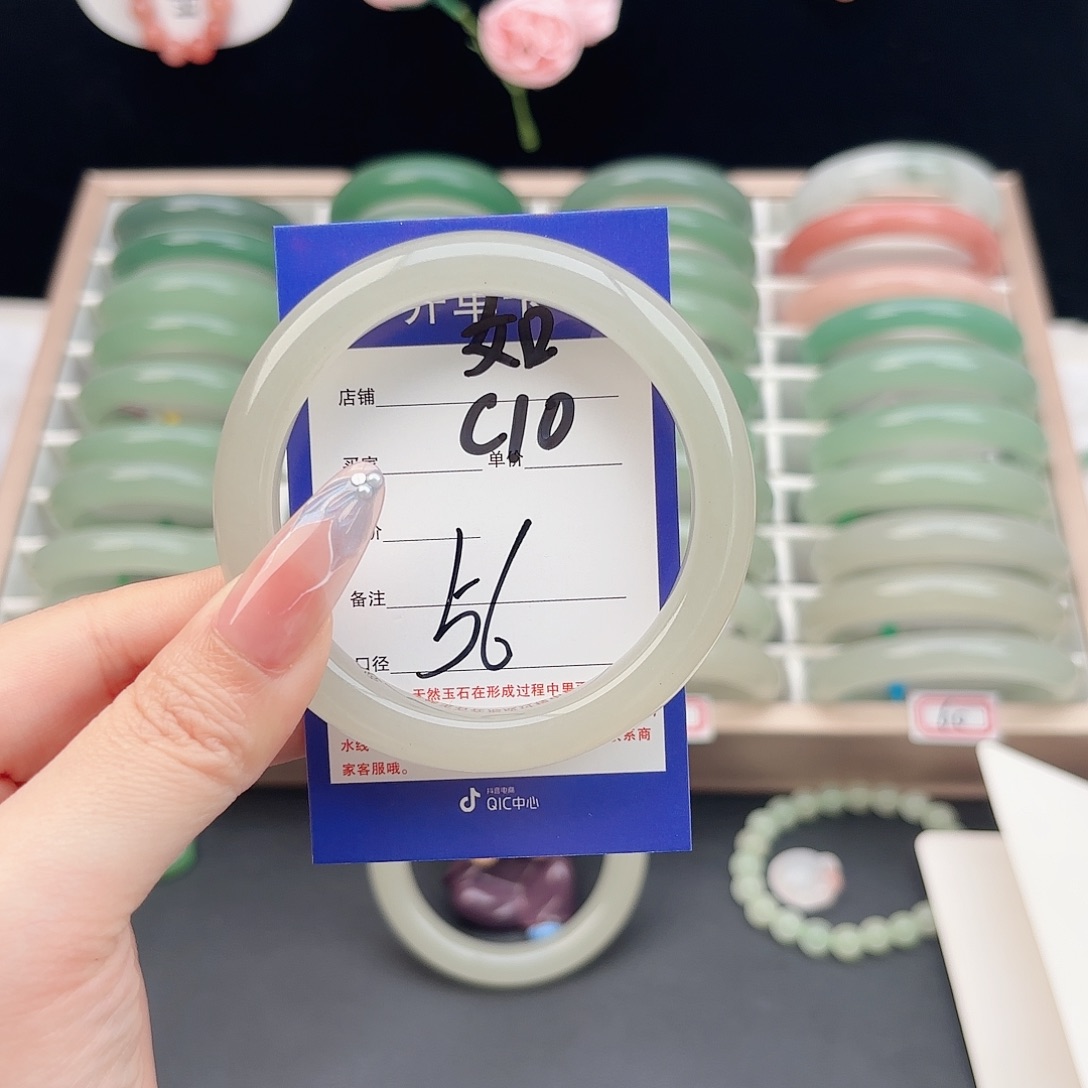 开单卡
如
店铺
C10
买家 单价
价
备注
56
口径
天然玉石在形成过程中
水线 系商
家客服哦。
抖音电商
QIC中心